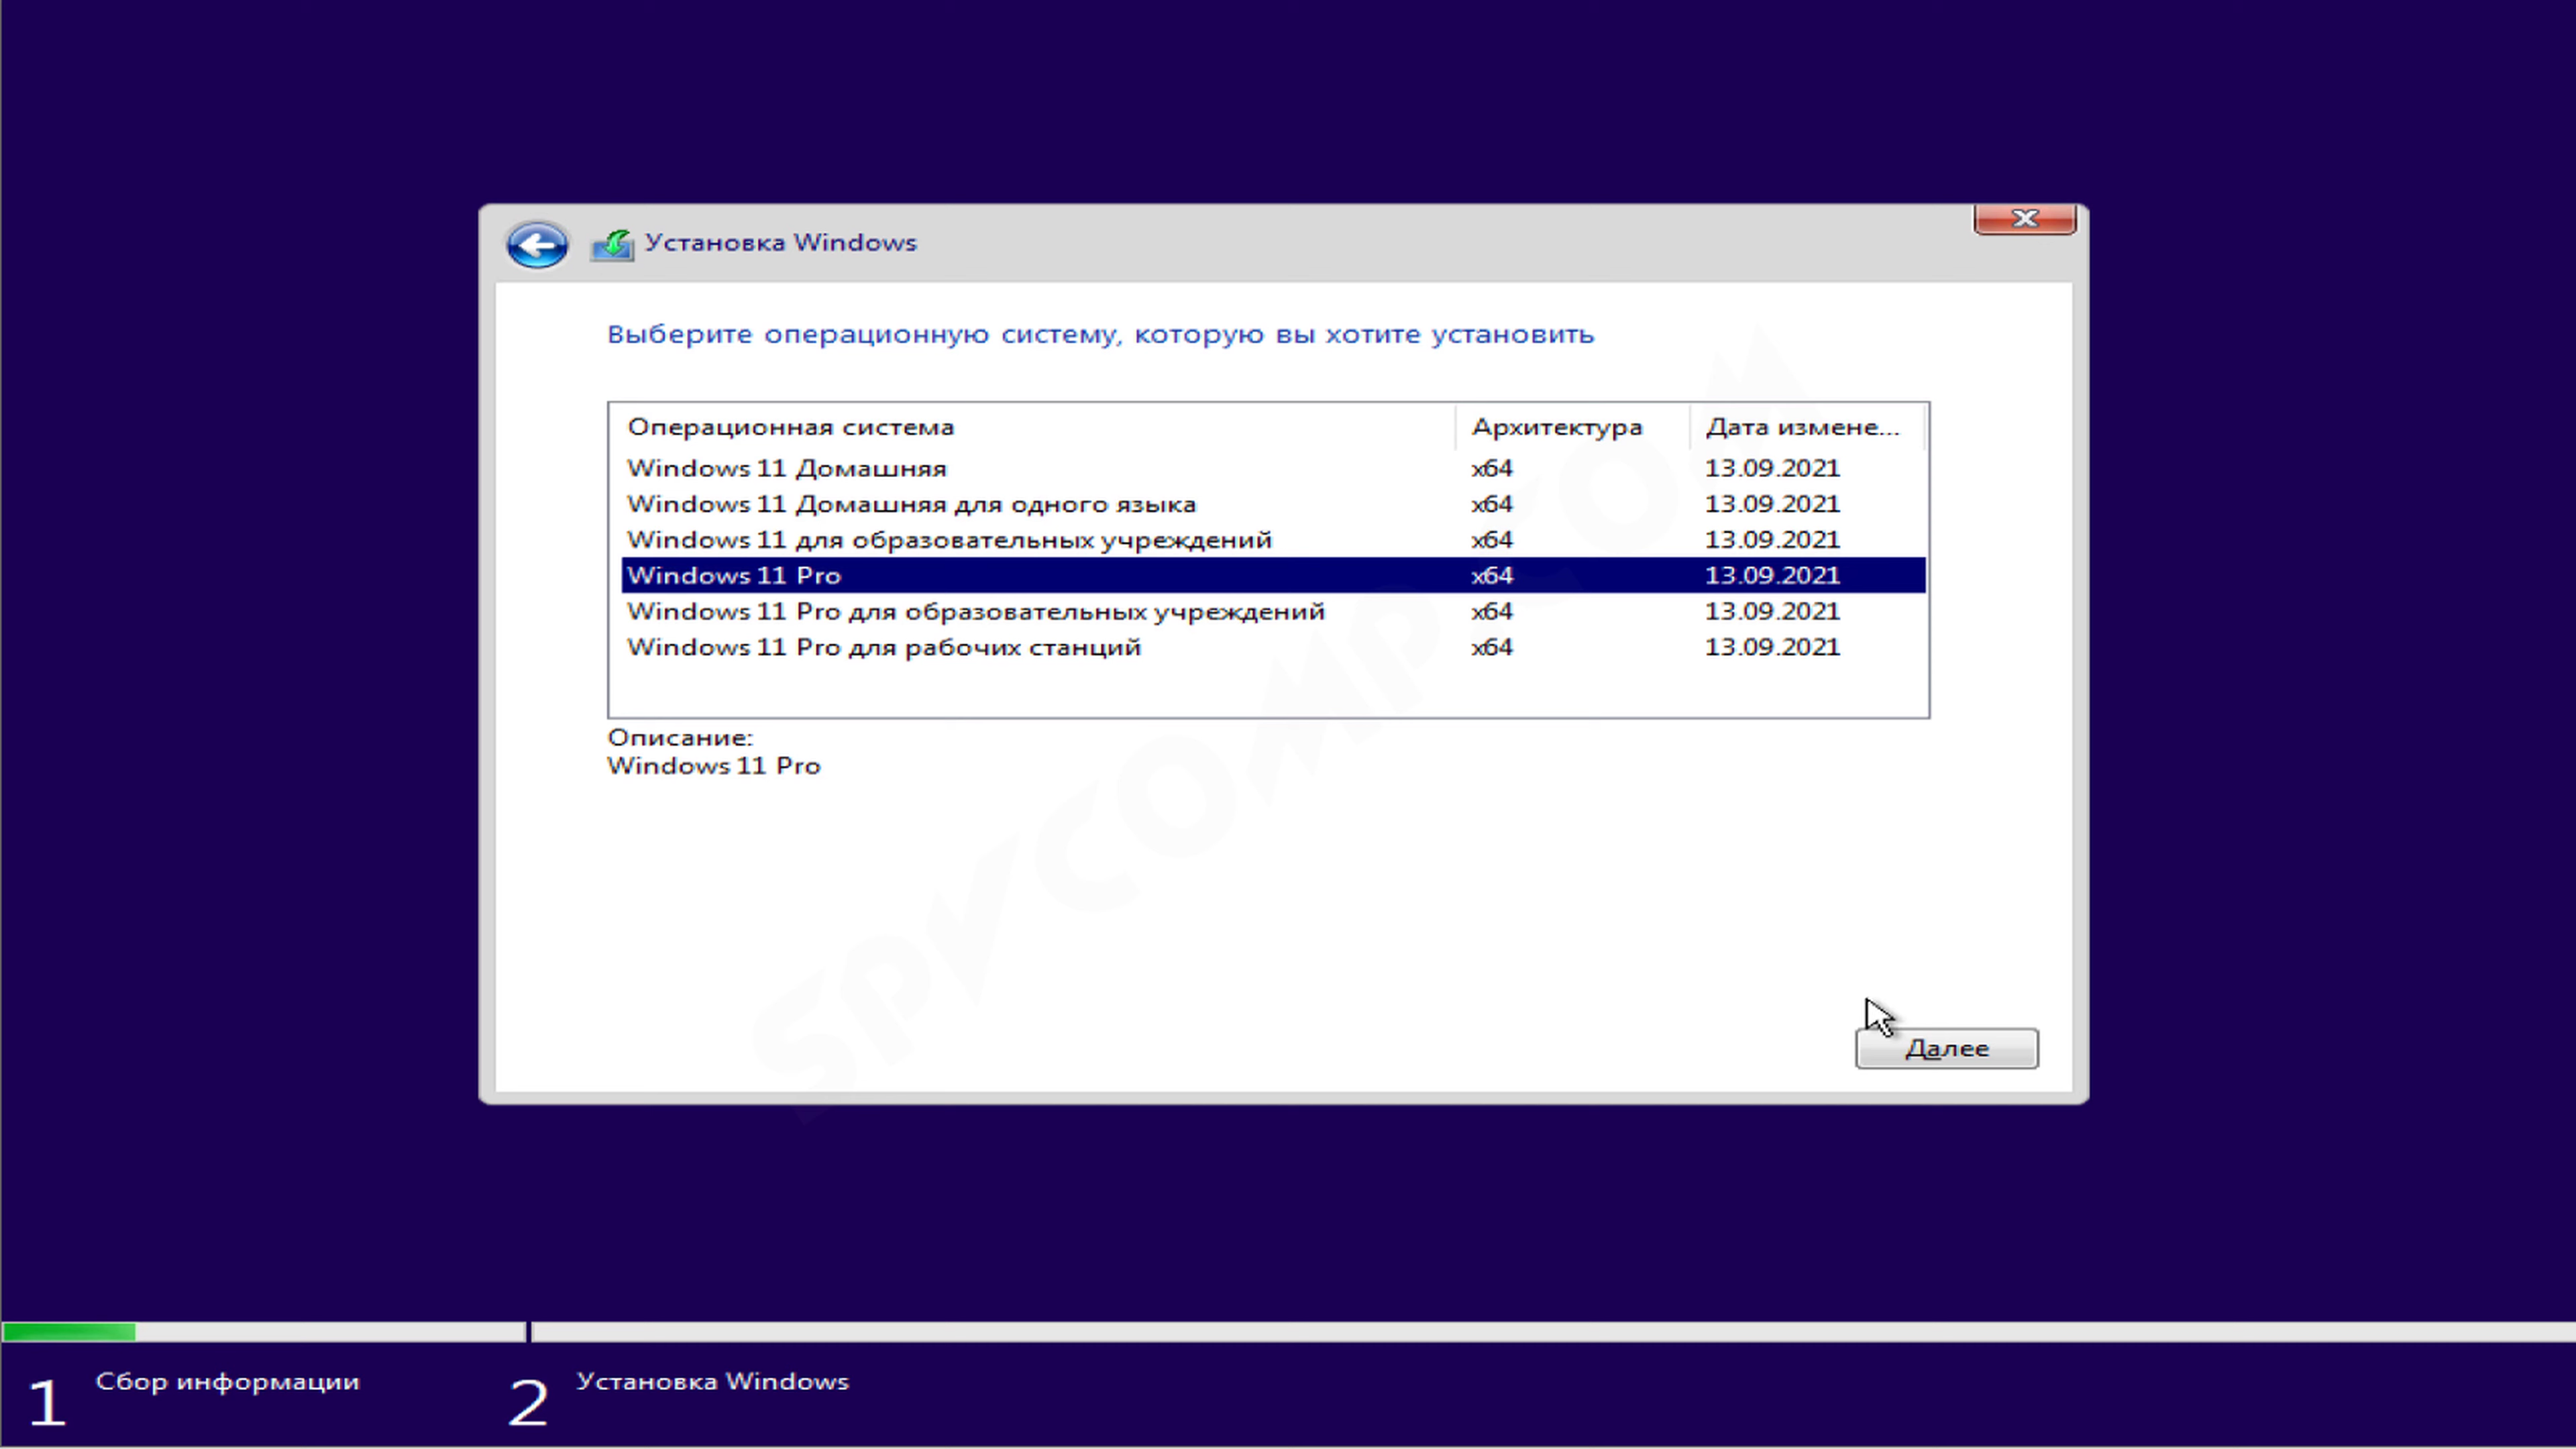 Установка Windows
Выберите операционную систему, которую вы хотите установить
Операционная система Архитектура Дата измене...
Windows 11 Домашняя x64 13.09.2021
Windows 11 Домашняя для одного языка x64 13.09.2021
Windows 11 для образовательных учреждений x64 13.09.2021
Windows 11 Pro x64 13.09.2021
Windows 11 Pro для образовательных учреждений x64 13.09.2021
Windows 11 Pro для рабочих станций x64 13.09.2021
Описание:
Windows 11 Pro
SPVCOMP.COM
Далее
1 Сбор информации 2 Установка Windows